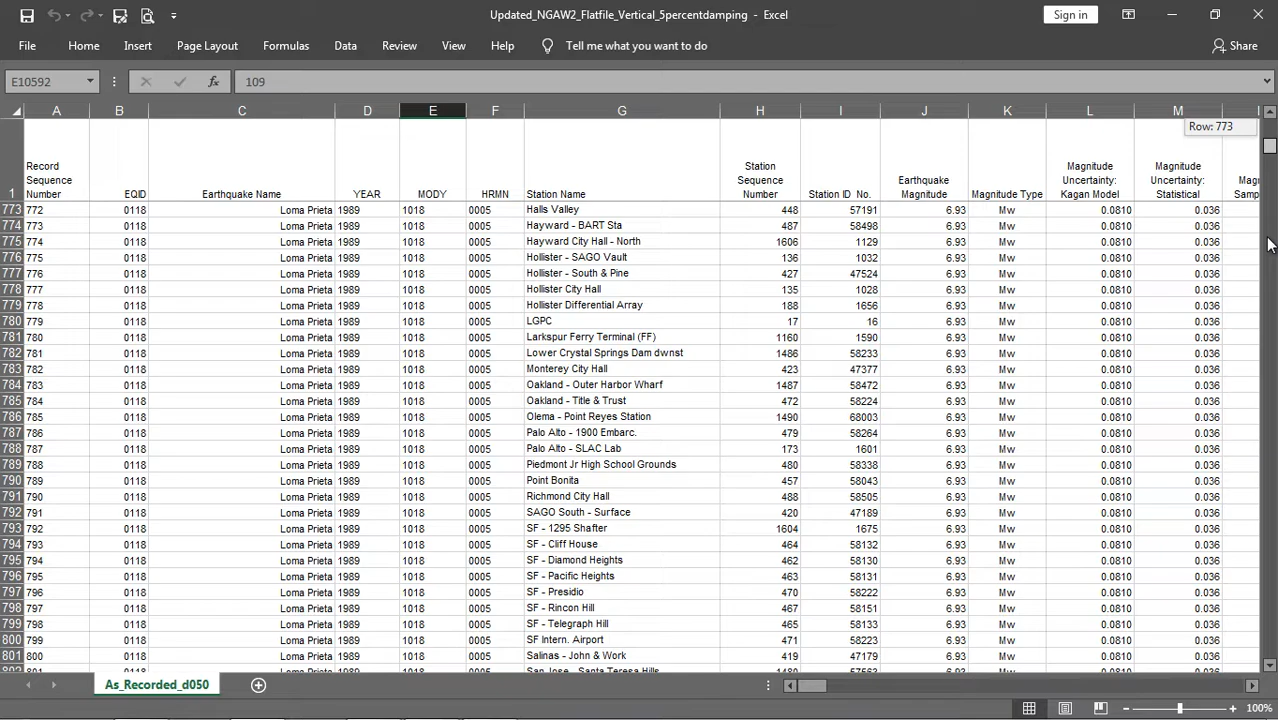 Updated_NGAW2_Flatfile_Vertical_5percentdamping - Excel
Sign in
File Home Insert Page Layout Formulas Data Review View Help Tell me what you want to do Share
E10592 fx 109
A B C D E F G H I J K L M
Row: 773
1 Record Sequence Number EQID Earthquake Name YEAR MODY HRMN Station Name Station Sequence Number Station ID No. Earthquake Magnitude Magnitude Type Magnitude Uncertainty: Kagan Model Magnitude Uncertainty: Statistical
773 772 0118 Loma Prieta 1989 1018 0005 Halls Valley 448 57191 6.93 Mw 0.0810 0.036
774 773 0118 Loma Prieta 1989 1018 0005 Hayward - BART Sta 487 58498 6.93 Mw 0.0810 0.036
775 774 0118 Loma Prieta 1989 1018 0005 Hayward City Hall - North 1606 1129 6.93 Mw 0.0810 0.036
776 775 0118 Loma Prieta 1989 1018 0005 Hollister - SAGO Vault 136 1032 6.93 Mw 0.0810 0.036
777 776 0118 Loma Prieta 1989 1018 0005 Hollister - South & Pine 427 47524 6.93 Mw 0.0810 0.036
778 777 0118 Loma Prieta 1989 1018 0005 Hollister City Hall 135 1028 6.93 Mw 0.0810 0.036
779 778 0118 Loma Prieta 1989 1018 0005 Hollister Differential Array 188 1656 6.93 Mw 0.0810 0.036
780 779 0118 Loma Prieta 1989 1018 0005 LGPC 17 16 6.93 Mw 0.0810 0.036
781 780 0118 Loma Prieta 1989 1018 0005 Larkspur Ferry Terminal (FF) 1160 1590 6.93 Mw 0.0810 0.036
782 781 0118 Loma Prieta 1989 1018 0005 Lower Crystal Springs Dam dwnst 1486 58233 6.93 Mw 0.0810 0.036
783 782 0118 Loma Prieta 1989 1018 0005 Monterey City Hall 423 47377 6.93 Mw 0.0810 0.036
784 783 0118 Loma Prieta 1989 1018 0005 Oakland - Outer Harbor Wharf 1487 58472 6.93 Mw 0.0810 0.036
785 784 0118 Loma Prieta 1989 1018 0005 Oakland - Title & Trust 472 58224 6.93 Mw 0.0810 0.036
786 785 0118 Loma Prieta 1989 1018 0005 Olema - Point Reyes Station 1490 68003 6.93 Mw 0.0810 0.036
787 786 0118 Loma Prieta 1989 1018 0005 Palo Alto - 1900 Embarc. 479 58264 6.93 Mw 0.0810 0.036
788 787 0118 Loma Prieta 1989 1018 0005 Palo Alto - SLAC Lab 173 1601 6.93 Mw 0.0810 0.036
789 788 0118 Loma Prieta 1989 1018 0005 Piedmont Jr High School Grounds 480 58338 6.93 Mw 0.0810 0.036
790 789 0118 Loma Prieta 1989 1018 0005 Point Bonita 457 58043 6.93 Mw 0.0810 0.036
791 790 0118 Loma Prieta 1989 1018 0005 Richmond City Hall 488 58505 6.93 Mw 0.0810 0.036
792 791 0118 Loma Prieta 1989 1018 0005 SAGO South - Surface 420 47189 6.93 Mw 0.0810 0.036
793 792 0118 Loma Prieta 1989 1018 0005 SF - 1295 Shafter 1604 1675 6.93 Mw 0.0810 0.036
794 793 0118 Loma Prieta 1989 1018 0005 SF - Cliff House 464 58132 6.93 Mw 0.0810 0.036
795 794 0118 Loma Prieta 1989 1018 0005 SF - Diamond Heights 462 58130 6.93 Mw 0.0810 0.036
796 795 0118 Loma Prieta 1989 1018 0005 SF - Pacific Heights 463 58131 6.93 Mw 0.0810 0.036
797 796 0118 Loma Prieta 1989 1018 0005 SF - Presidio 470 58222 6.93 Mw 0.0810 0.036
798 797 0118 Loma Prieta 1989 1018 0005 SF - Rincon Hill 467 58151 6.93 Mw 0.0810 0.036
799 798 0118 Loma Prieta 1989 1018 0005 SF - Telegraph Hill 465 58133 6.93 Mw 0.0810 0.036
800 799 0118 Loma Prieta 1989 1018 0005 SF Intern. Airport 471 58223 6.93 Mw 0.0810 0.036
801 800 0118 Loma Prieta 1989 1018 0005 Salinas - John & Work 419 47179 6.93 Mw 0.0810 0.036
As_Recorded_d050
100%